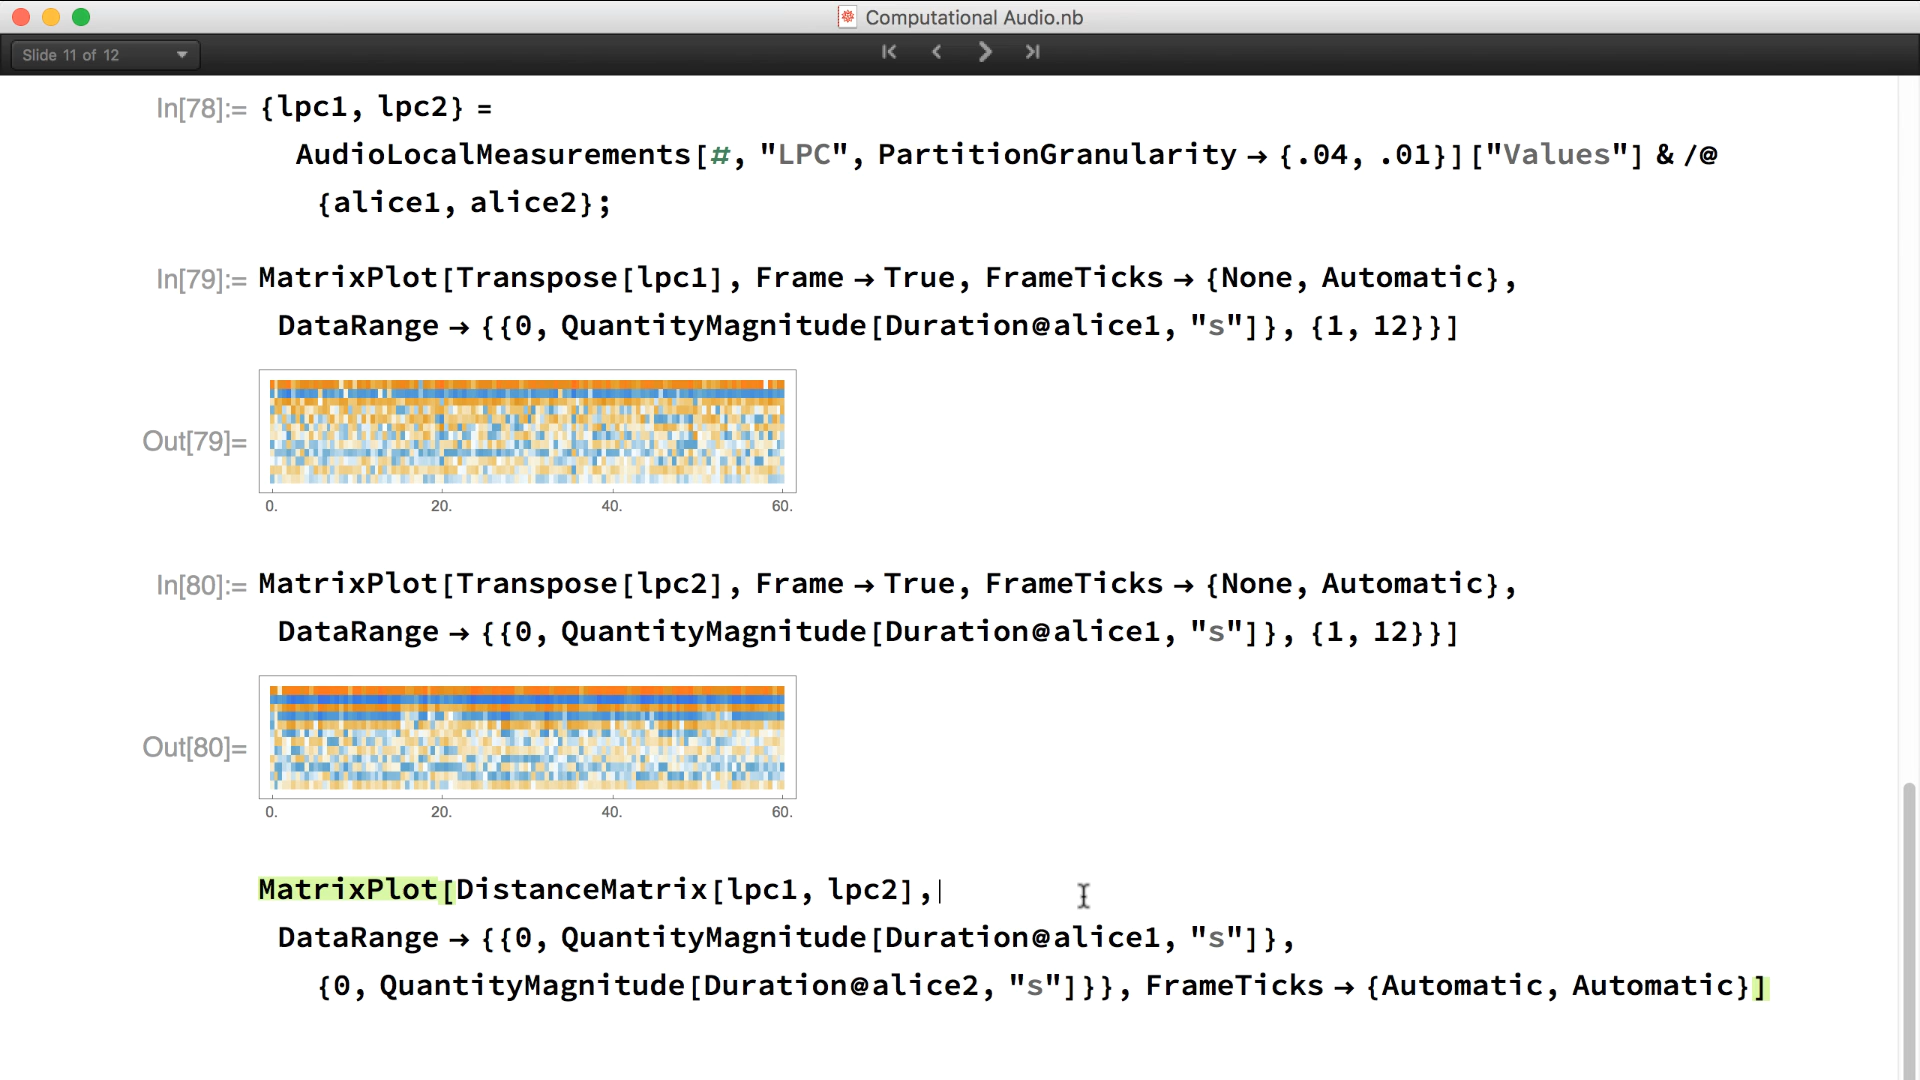 Computational Audio.nb
Slide 11 of 12
In[78]:= {lpc1, lpc2} =
AudioLocalMeasurements[#, "LPC", PartitionGranularity → {.04, .01}]["Values"] & /@
{alice1, alice2};
In[79]:= MatrixPlot[Transpose[lpc1], Frame → True, FrameTicks → {None, Automatic},
DataRange → {{0, QuantityMagnitude[Duration@alice1, "s"]}, {1, 12}}]
Out[79]=
0. 20. 40. 60.
In[80]:= MatrixPlot[Transpose[lpc2], Frame → True, FrameTicks → {None, Automatic},
DataRange → {{0, QuantityMagnitude[Duration@alice1, "s"]}, {1, 12}}]
Out[80]=
0. 20. 40. 60.
MatrixPlot[DistanceMatrix[lpc1, lpc2],
DataRange → {{0, QuantityMagnitude[Duration@alice1, "s"]},
{0, QuantityMagnitude[Duration@alice2, "s"]}}, FrameTicks → {Automatic, Automatic}]